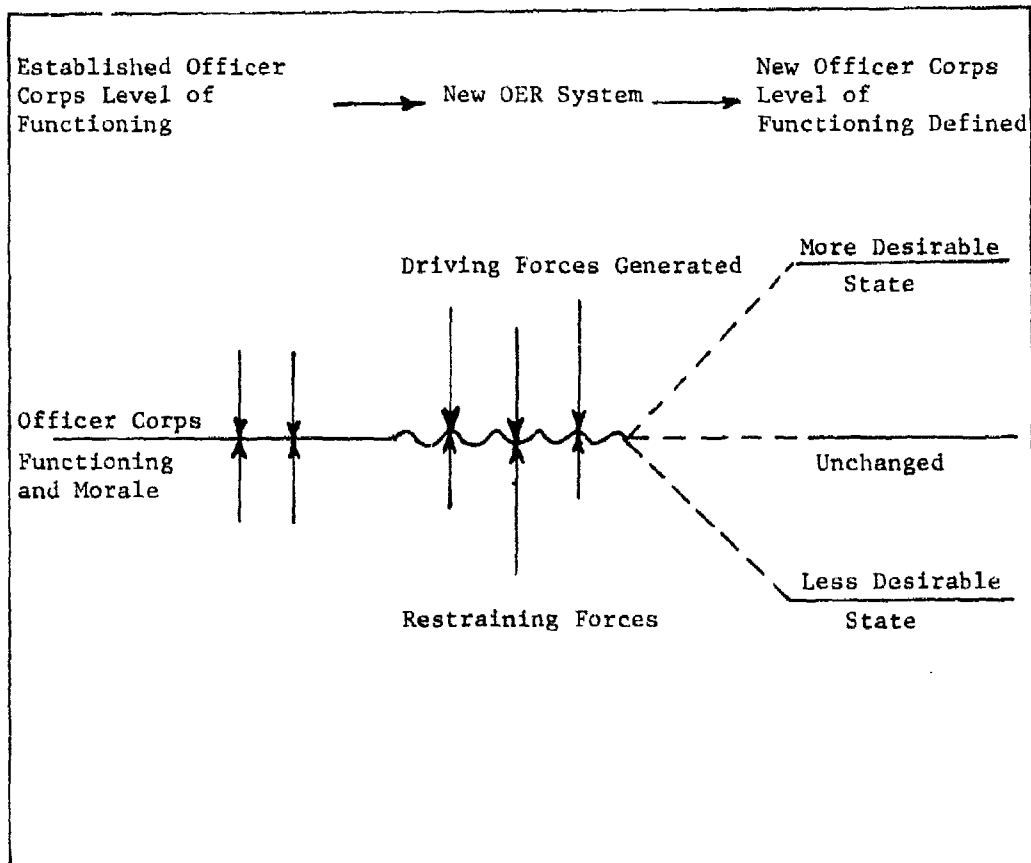 Established Officer
Corps Level of
Functioning
New OER System
New Officer Corps
Level of
Functioning Defined
Driving Forces Generated
More Desirable
State
Officer Corps
Functioning
and Morale
Unchanged
Less Desirable
State
Restraining Forces